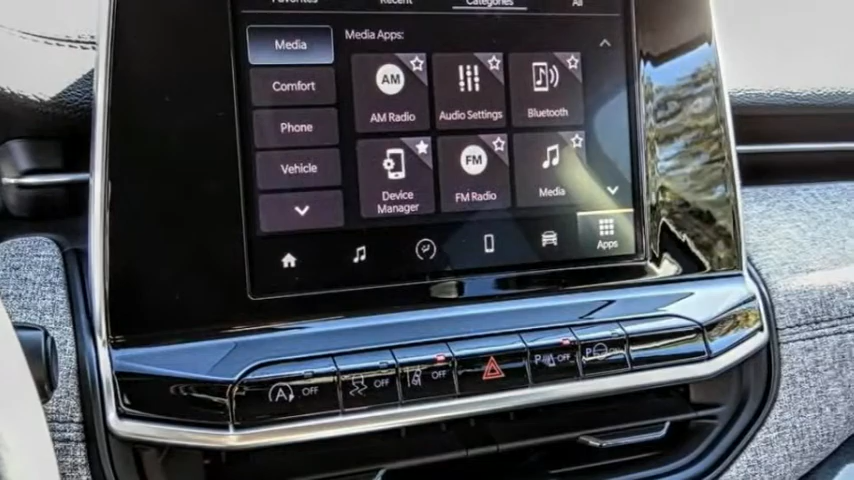 Favorites Recent Categories All
Media
Media Apps:
Comfort
Phone
Vehicle
AM
AM Radio
Audio Settings
Bluetooth
Device
Manager
FM
FM Radio
Media
Apps
A OFF
OFF
OFF
P OFF
P